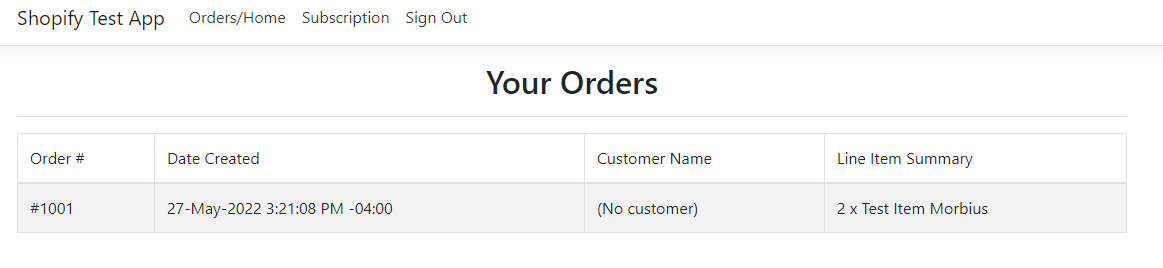 Shopify Test App Orders/Home Subscription Sign Out
Your Orders
Order # Date Created Customer Name Line Item Summary
#1001 27-May-2022 3:21:08 PM -04:00 (No customer) 2 x Test Item Morbius